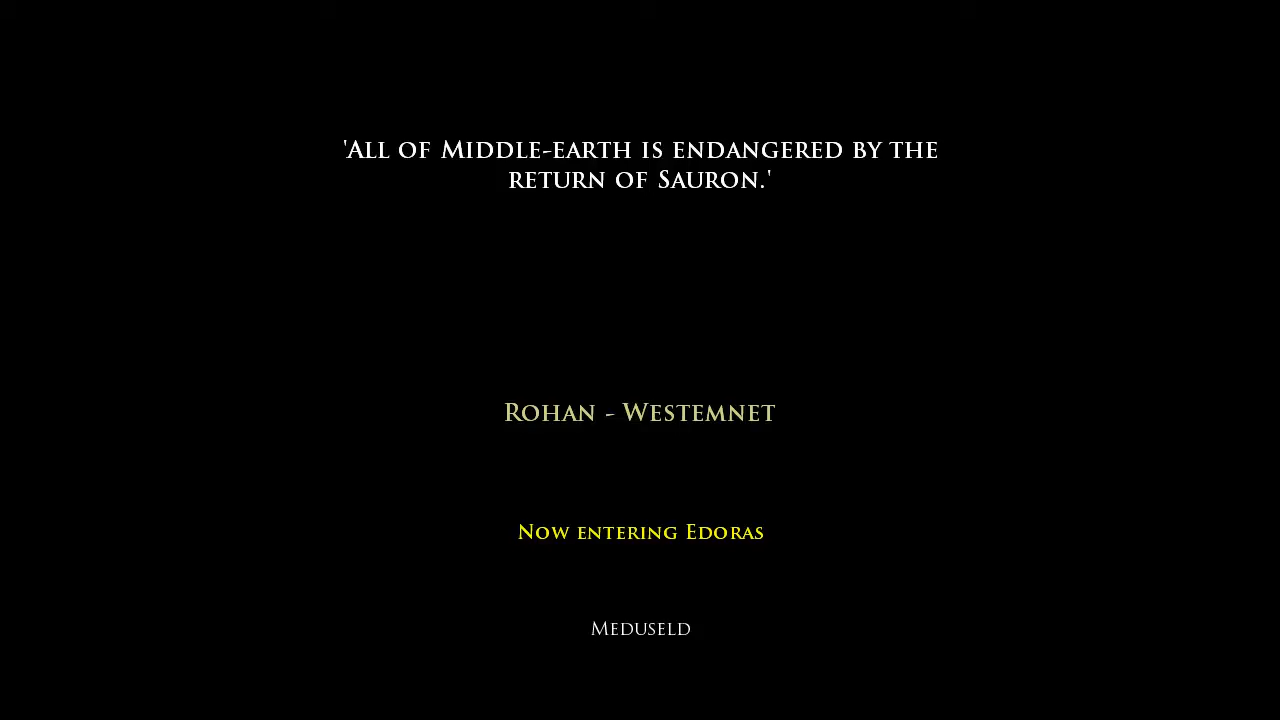 'All of Middle-earth is endangered by the
return of Sauron.'
Rohan - Westemnet
Now entering Edoras
Meduseld